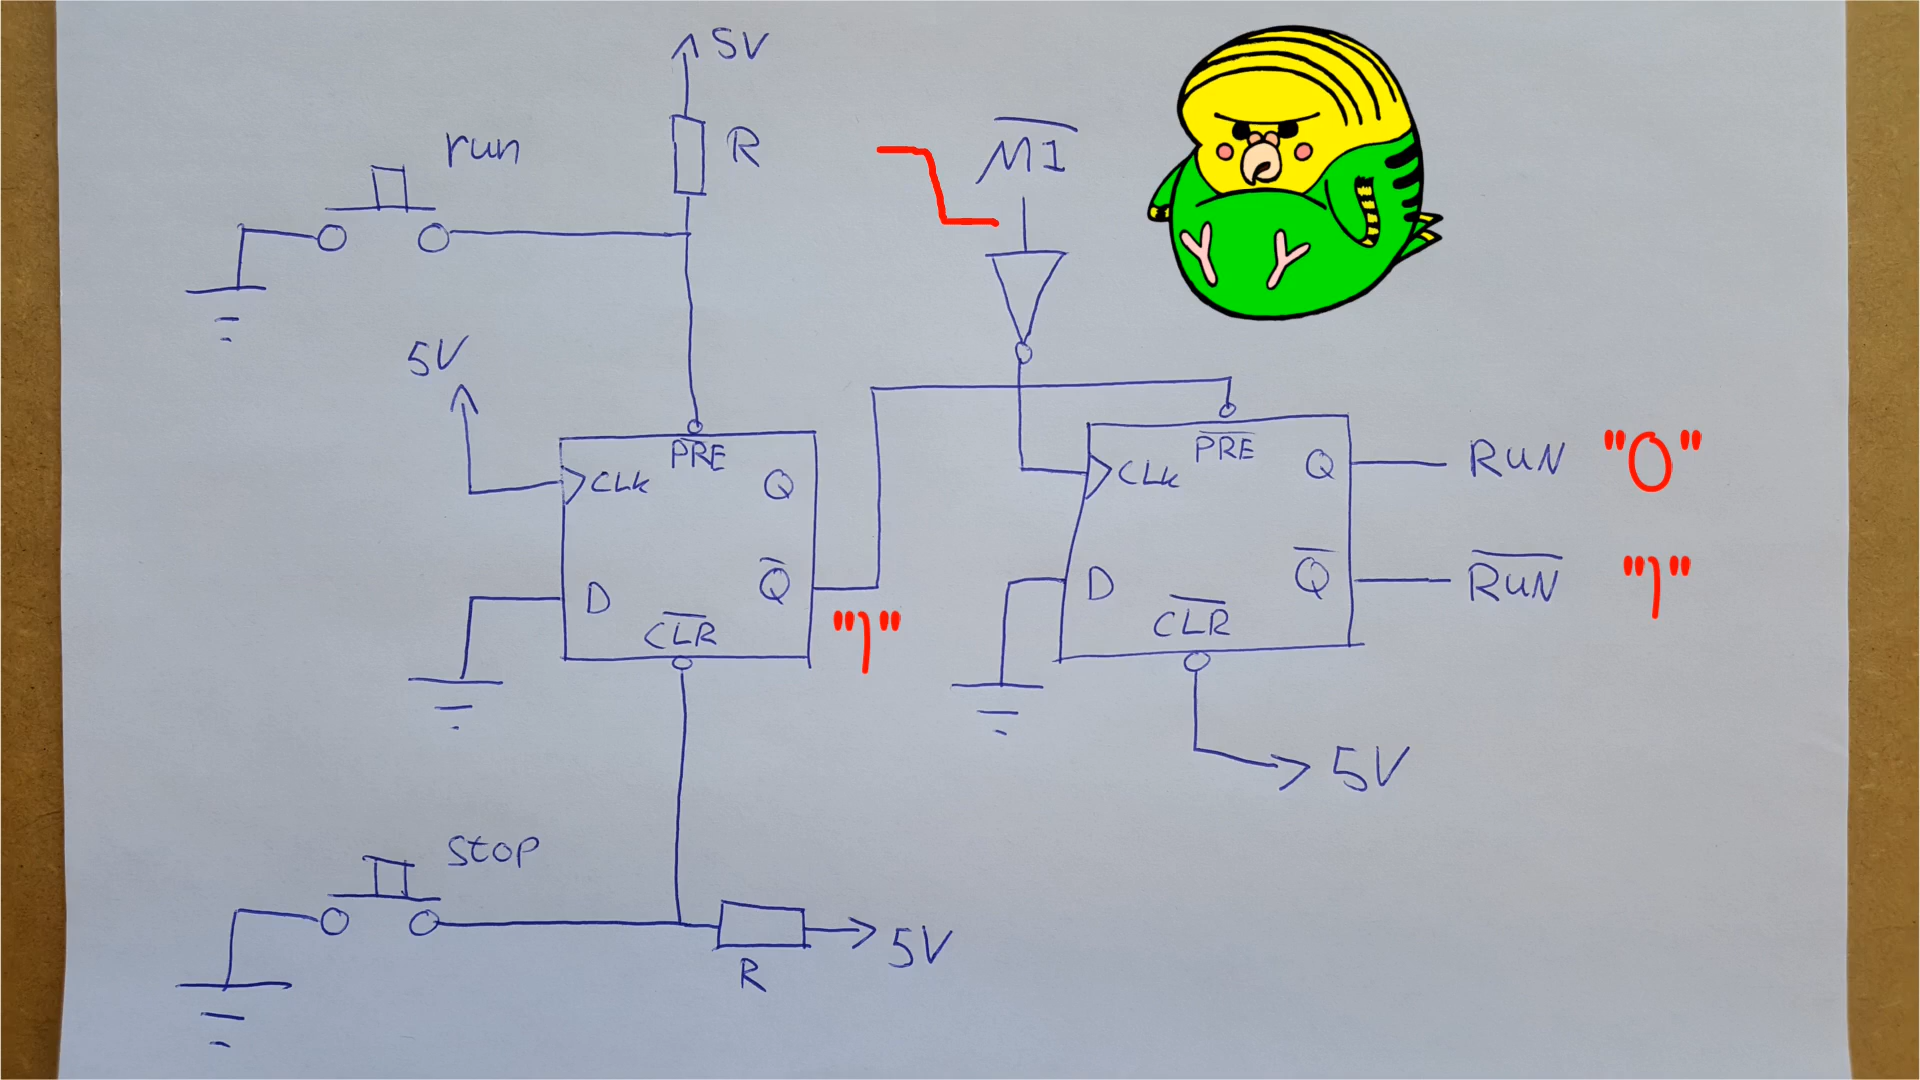 5V
run
R
M1
5V
PRE
CLK
Q
D
Q
CLR
"1"
PRE
CLK
Q
RUN "0"
D
Q
RUN "1"
CLR
5V
stop
5V
R